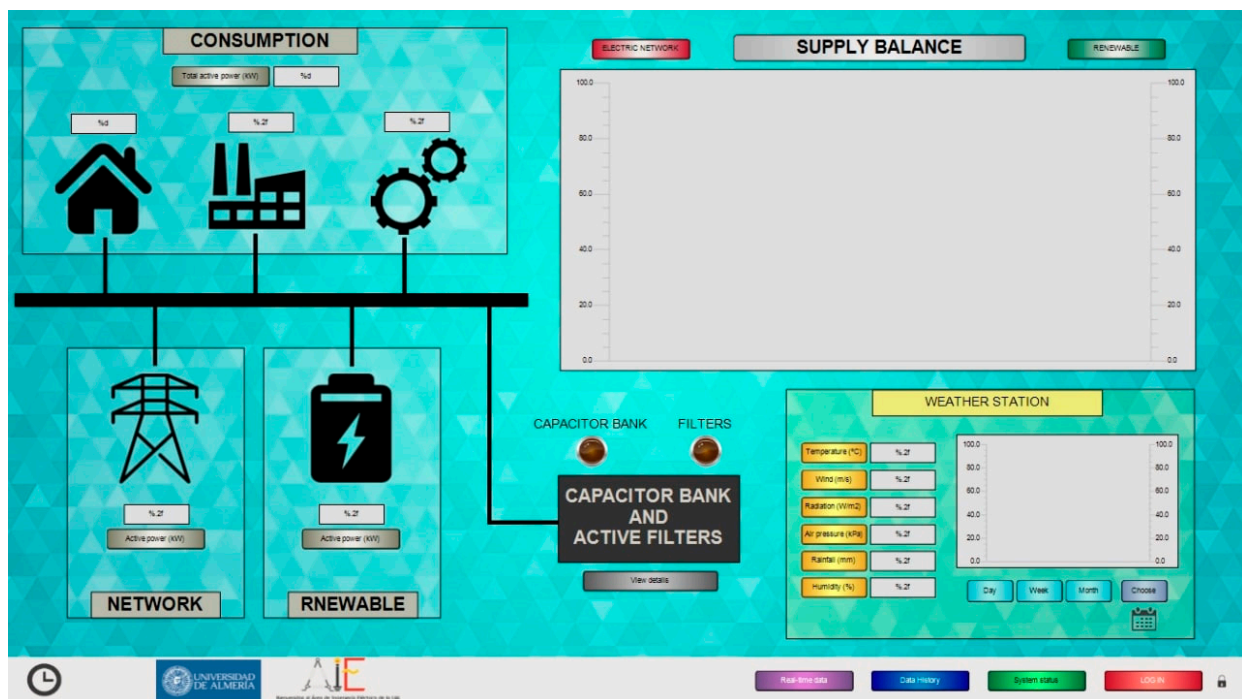 CONSUMPTION
Total active power (kW)
%d
%d
%.2f
%.2f
ELECTRIC NETWORK
SUPPLY BALANCE
RENEWABLE
100.0
100.0
80.0
80.0
60.0
60.0
40.0
40.0
20.0
20.0
0.0
0.0
%.2f
Active power (kW)
NETWORK
%.2f
Active power (kW)
RNEWABLE
CAPACITOR BANK
FILTERS
CAPACITOR BANK
AND
ACTIVE FILTERS
View details
WEATHER STATION
Temperature (ºC)
%.2f
Wind (m/s)
%.2f
Radiation (W/m2)
%.2f
Air pressure (kPa)
%.2f
Rainfall (mm)
%.2f
Humidity (%)
%.2f
100.0
100.0
80.0
80.0
60.0
60.0
40.0
40.0
20.0
20.0
0.0
0.0
Day
Week
Month
Choose
UNIVERSIDAD
DE ALMERÍA
AIE
Real-time data
Data History
System status
LOG-IN